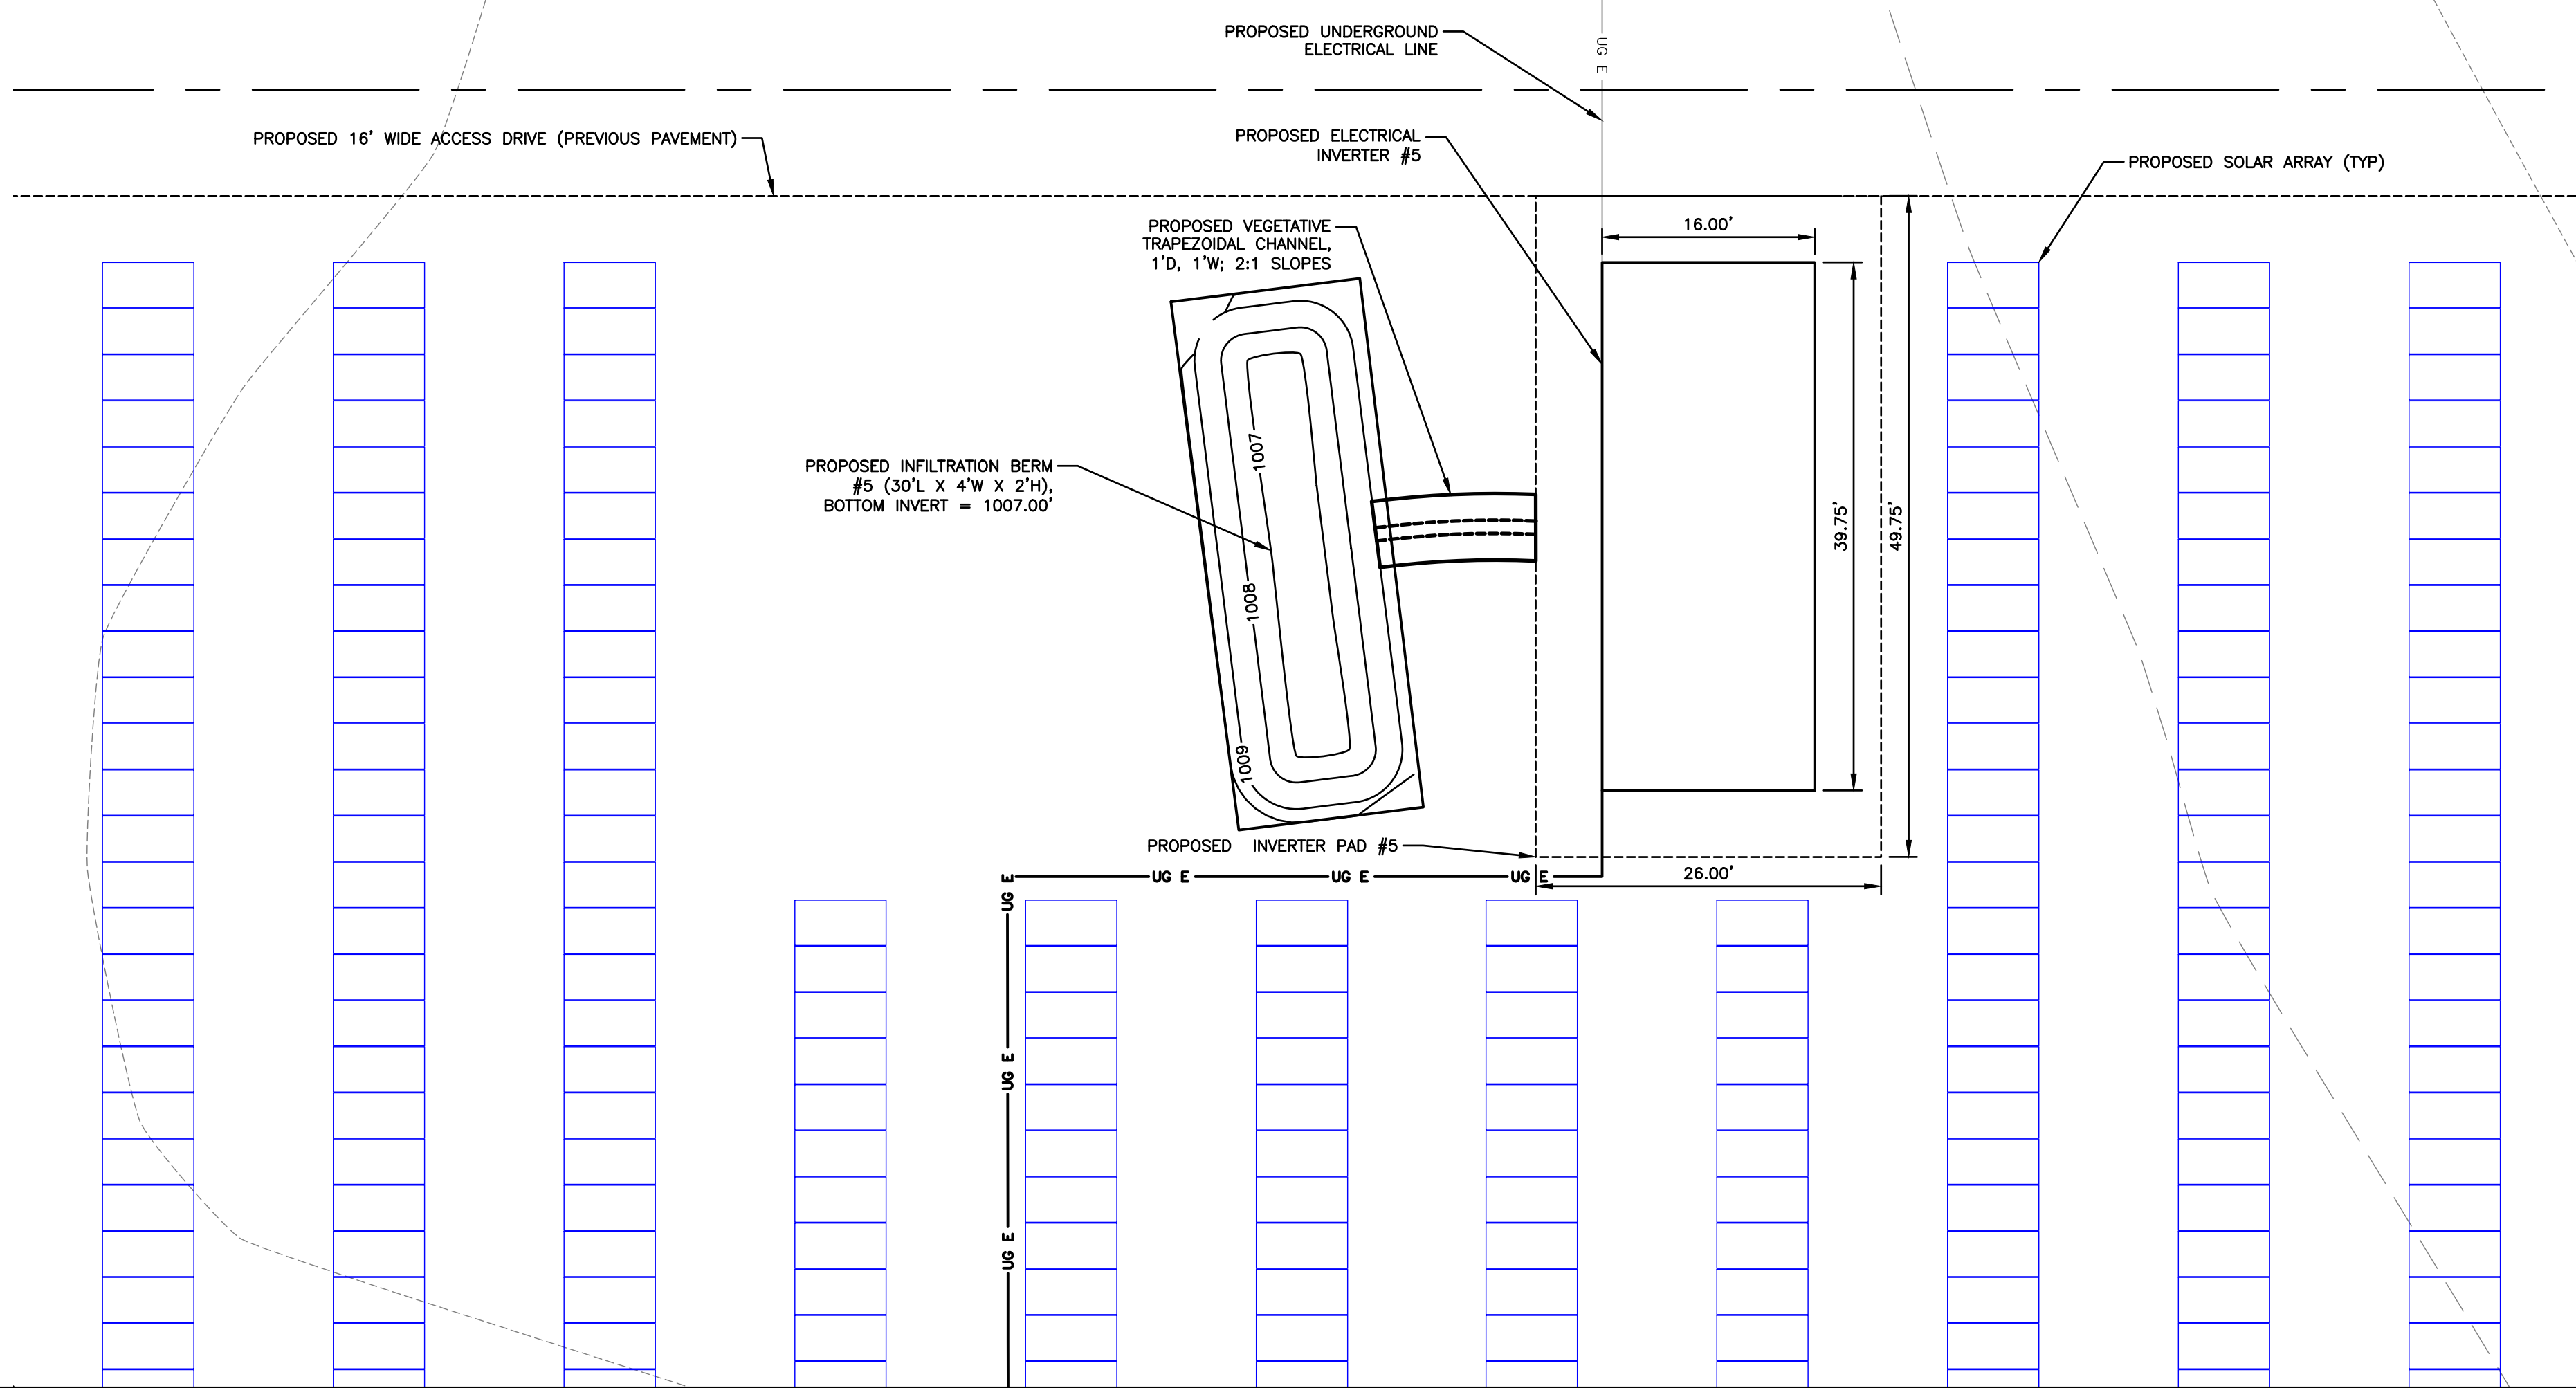 PROPOSED UNDERGROUND
ELECTRICAL LINE
UG E
PROPOSED 16' WIDE ACCESS DRIVE (PREVIOUS PAVEMENT)
PROPOSED ELECTRICAL
INVERTER #5
PROPOSED SOLAR ARRAY (TYP)
PROPOSED VEGETATIVE
TRAPEZOIDAL CHANNEL,
1'D, 1'W; 2:1 SLOPES
16.00'
1007
PROPOSED INFILTRATION BERM
#5 (30'L X 4'W X 2'H),
BOTTOM INVERT = 1007.00'
39.75'
49.75'
1008
1009
PROPOSED INVERTER PAD #5
UG E
UG E
UG E
UG E
26.00'
UG E
UG E